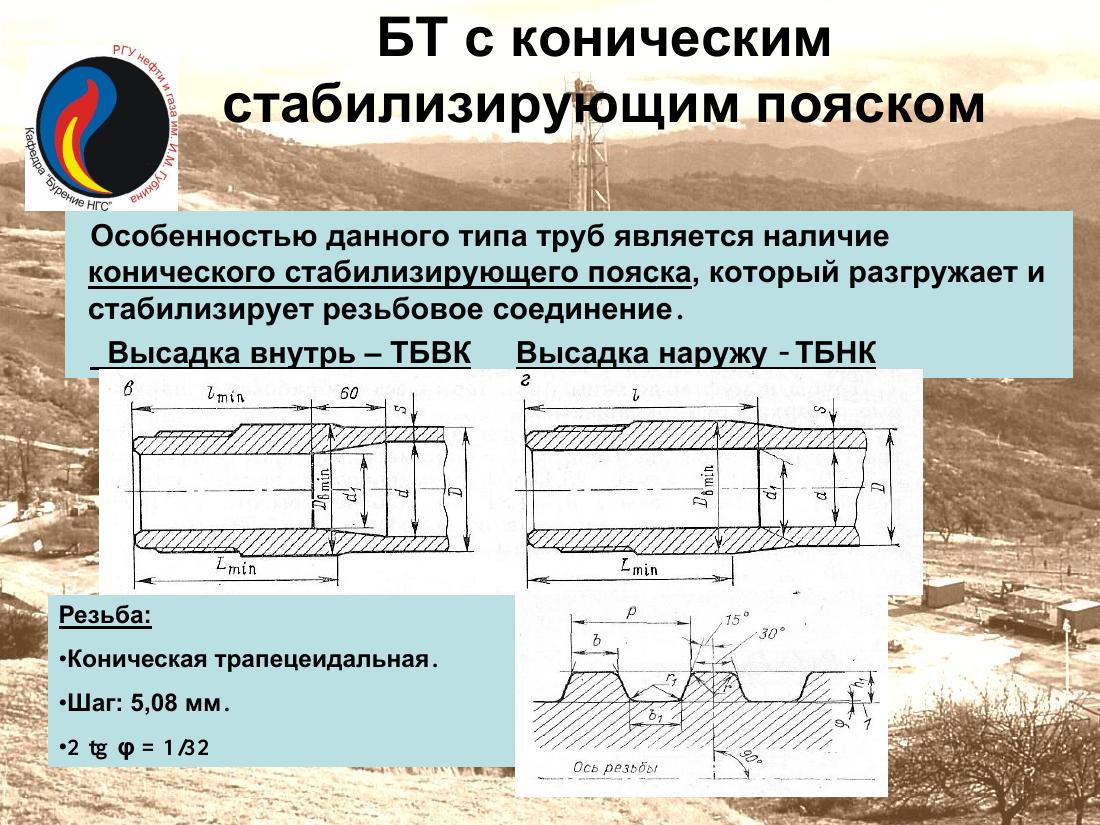 БТ с коническим
стабилизирующим пояском
РГУ нефти и газа им. И.М. Губкина
Кафедра "Бурение НГС"
Особенностью данного типа труб является наличие
конического стабилизирующего пояска, который разгружает и
стабилизирует резьбовое соединение.
Высадка внутрь – ТБВК Высадка наружу - ТБНК
в
l min
60
s
Dв min
d1
d
D
L min
г
l
s
Dв min
d1
d
D
L min
Резьба:
•Коническая трапецеидальная.
•Шаг: 5,08 мм.
•2 tg φ = 1/32
P
15°
30°
b
r1
r
h1
b1
φ
1
90°
Ось резьбы